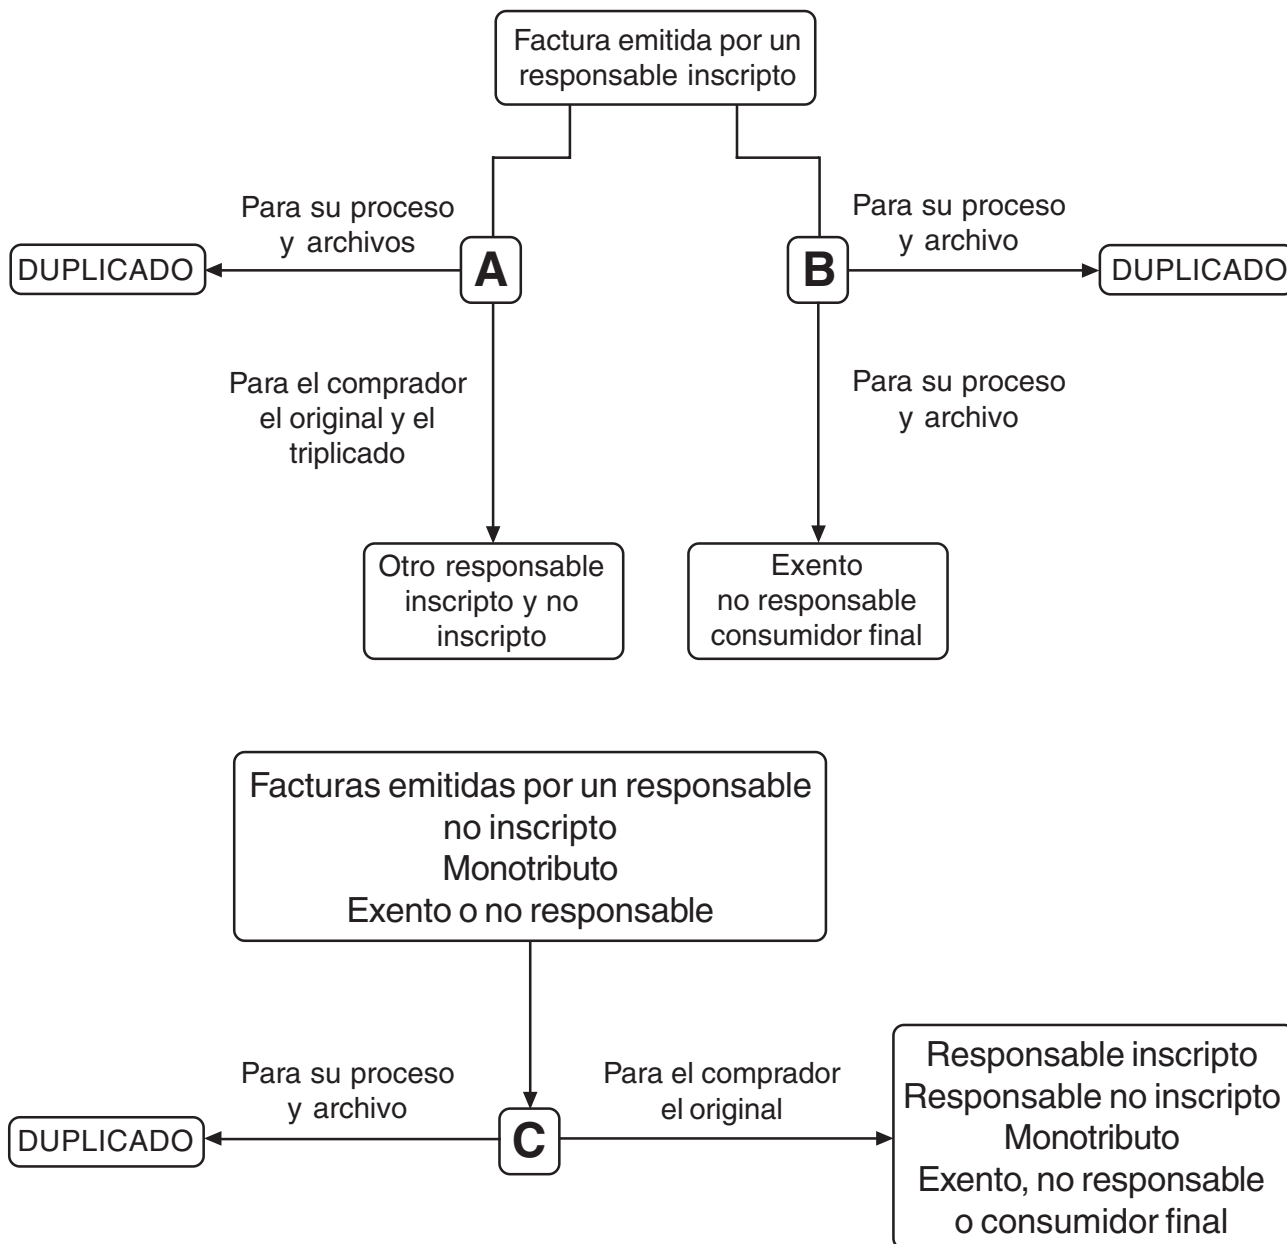 Factura emitida por un
responsable inscripto
Para su proceso
y archivos
DUPLICADO
A
Para el comprador
el original y el
triplicado
Otro responsable
inscripto y no
inscripto
Para su proceso
y archivo
B
DUPLICADO
Para su proceso
y archivo
Exento
no responsable
consumidor final
Facturas emitidas por un responsable
no inscripto
Monotributo
Exento o no responsable
Para su proceso
y archivo
DUPLICADO
C
Para el comprador
el original
Responsable inscripto
Responsable no inscripto
Monotributo
Exento, no responsable
o consumidor final